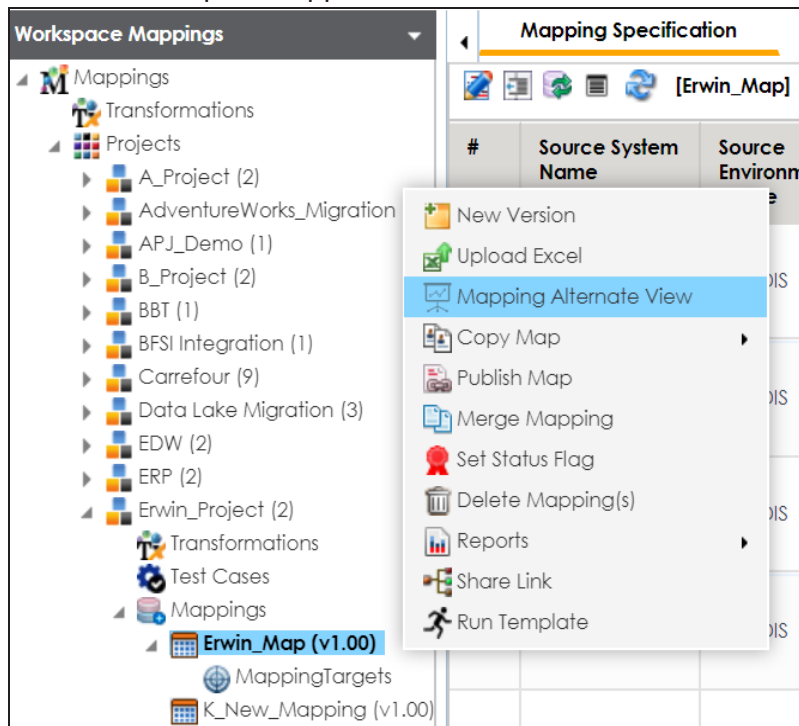 Workspace Mappings
Mappings
Transformations
Projects
A_Project (2)
AdventureWorks_Migration
APJ_Demo (1)
B_Project (2)
BBT (1)
BFSI Integration (1)
Carrefour (9)
Data Lake Migration (3)
EDW (2)
ERP (2)
Erwin_Project (2)
Transformations
Test Cases
Mappings
Erwin_Map (v1.00)
MappingTargets
K_New_Mapping (v1.00)
Mapping Specification
[Erwin_Map]
#
Source System
Name
Source
Environm
New Version
Upload Excel
Mapping Alternate View
Copy Map
Publish Map
Merge Mapping
Set Status Flag
Delete Mapping(s)
Reports
Share Link
Run Template